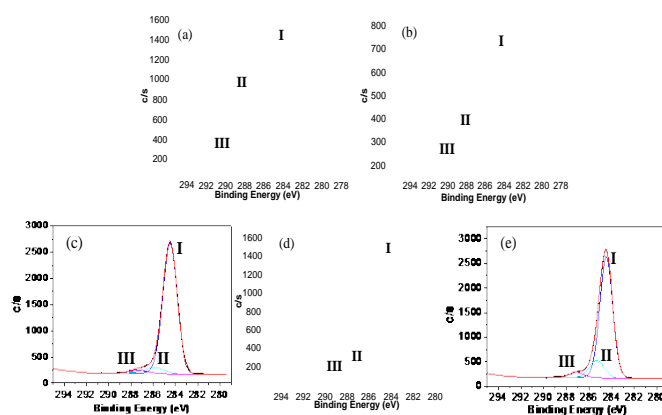 (a)
1600
1400
1200
1000
800
600
400
200
c/s
I
II
III
294 292 290 288 286 284 282 280 278
Binding Energy (eV)
(b)
800
700
600
500
400
300
200
c/s
I
II
III
294 292 290 288 286 284 282 280 278
Binding Energy (eV)
(c)
3000
2500
2000
1500
1000
500
0
C/S
I
II
III
294 292 290 288 286 284 282 280
Binding Energy (eV)
(d)
1600
1400
1200
1000
800
600
400
200
c/s
I
II
III
294 292 290 288 286 284 282 280
Binding Energy (eV)
(e)
3000
2500
2000
1500
1000
500
0
C/S
I
II
III
294 292 290 288 286 284 282 280
Binding Energy (eV)